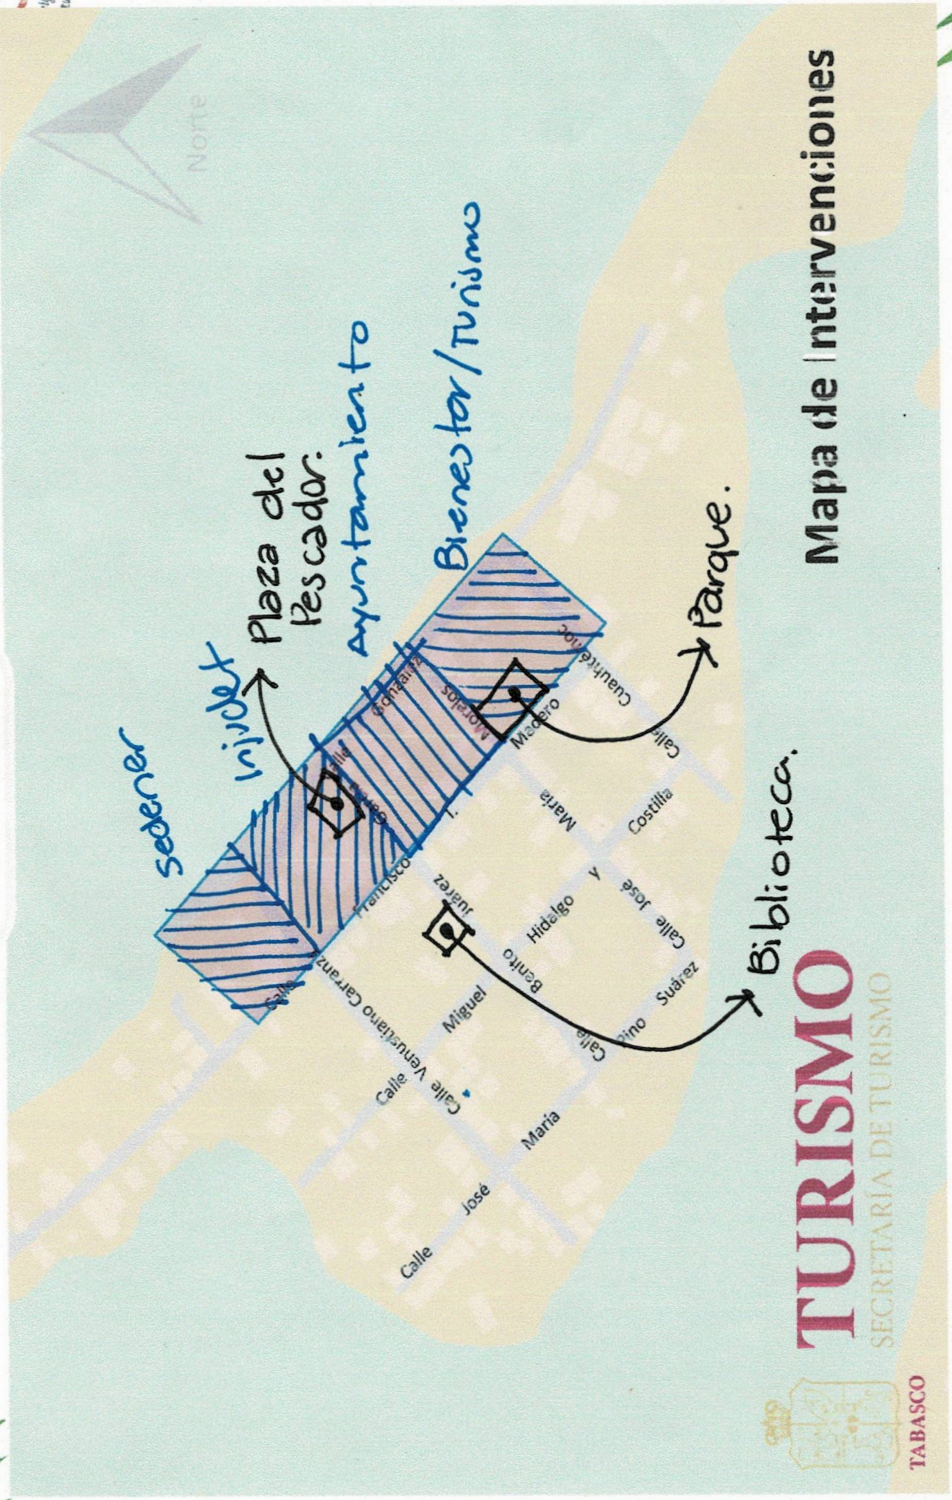 Mapa de Intervenciones
Norte
sedener
Injudet
Plaza del
Pescador.
Ayuntamiento
Bienestar/Turismo
Parque.
Biblioteca.
Calle
González
Calle
Francisco I. Madero
Morelos
Calle Cuauhtémoc
Calle Venustiano Carranza
Calle Benito Juárez
Calle Miguel Hidalgo y Costilla
Calle José María
Calle José María Pino Suárez
TURISMO
SECRETARÍA DE TURISMO
TABASCO